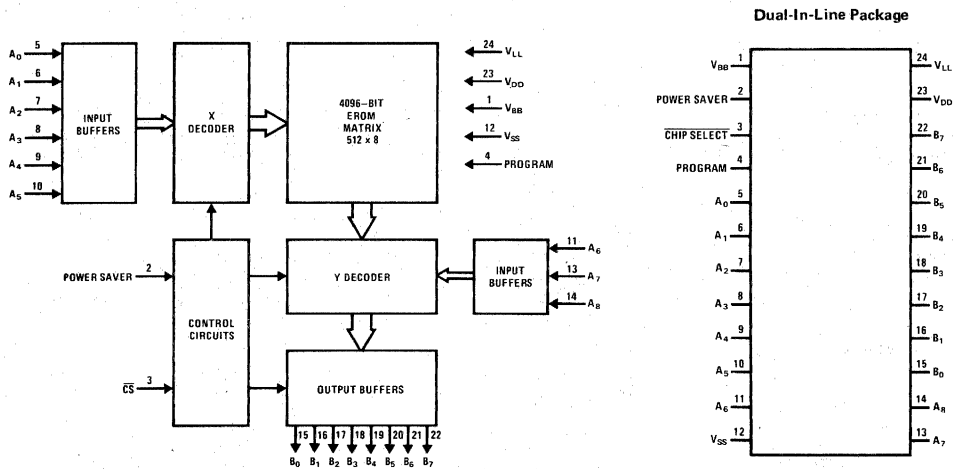 Dual-In-Line Package
A0 5
A1 6
A2 7
A3 8
A4 9
A5 10
INPUT
BUFFERS
X
DECODER
4096-BIT
EROM
MATRIX
512 x 8
24 VLL
23 VDD
1 VBB
12 VSS
4 PROGRAM
POWER SAVER 2
CS 3
CONTROL
CIRCUITS
Y DECODER
INPUT
BUFFERS
11 A6
13 A7
14 A8
OUTPUT BUFFERS
15 16 17 18 19 20 21 22
B0 B1 B2 B3 B4 B5 B6 B7
VBB 1
POWER SAVER 2
CHIP SELECT 3
PROGRAM 4
A0 5
A1 6
A2 7
A3 8
A4 9
A5 10
A6 11
VSS 12
24 VLL
23 VDD
22 B7
21 B6
20 B5
19 B4
18 B3
17 B2
16 B1
15 B0
14 A8
13 A7